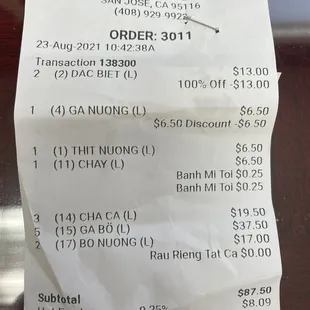 SAN JOSE, CA 95116
(408) 929-9922
ORDER: 3011
23-Aug-2021 10:42:38A
Transaction 138300
2 (2) DAC BIET (L) $13.00
100% Off -$13.00
1 (4) GA NUONG (L) $6.50
$6.50 Discount -$6.50
1 (1) THIT NUONG (L) $6.50
1 (11) CHAY (L) $6.50
Banh Mi Toi $0.25
Banh Mi Toi $0.25
3 (14) CHA CA (L) $19.50
5 (15) GA BÖ (L) $37.50
2 (17) BO NUONG (L) $17.00
Rau Rieng Tat Ca $0.00
Subtotal $87.50
9.25% $8.09